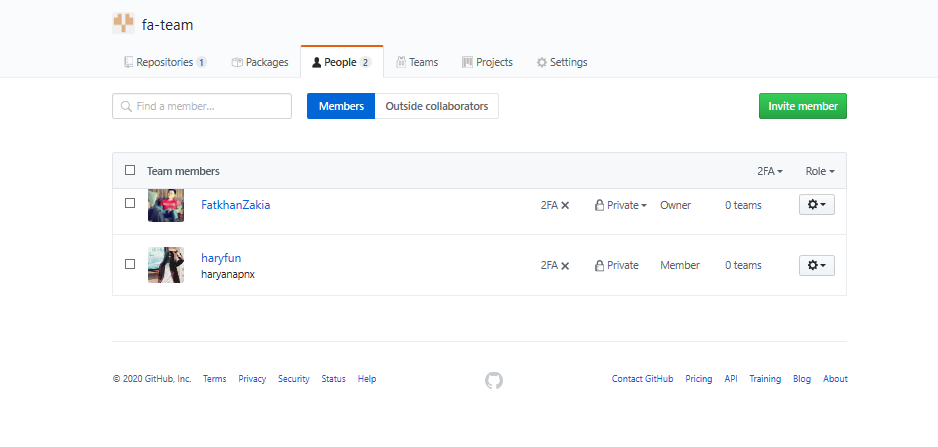 fa-team
Repositories 1 Packages People 2 Teams Projects Settings
Find a member... Members Outside collaborators Invite member
Team members 2FA Role
FatkhanZakia 2FA Private Owner 0 teams
haryfun
haryanapnx 2FA Private Member 0 teams
© 2020 GitHub, Inc. Terms Privacy Security Status Help Contact GitHub Pricing API Training Blog About